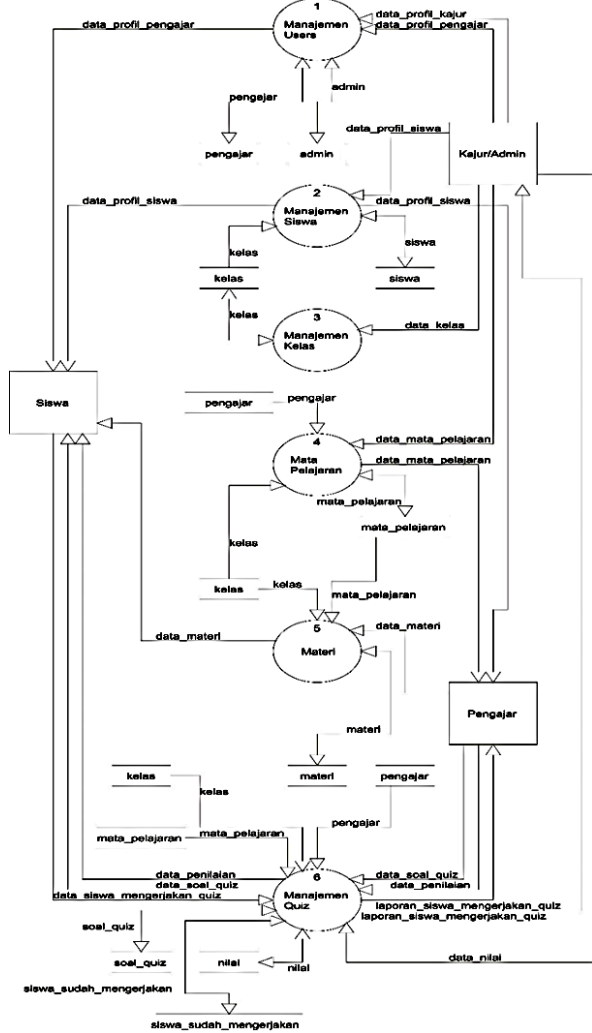 1
Manajemen
Users
data_profil_pengajar
data_profil_kajur
data_profil_pengajar
pengajar
admin
pengajar
admin
data_profil_siswa
Kajur/Admin
2
Manajemen
Siswa
data_profil_siswa
data_profil_siswa
siswa
kelas
kelas
siswa
kelas
3
Manajemen
Kelas
data_kelas
Siswa
pengajar
pengajar
4
Mata
Pelajaran
data_mata_pelajaran
data_mata_pelajaran
mata_pelajaran
mata_pelajaran
kelas
kelas
kelas
mata_pelajaran
5
Materi
data_materi
data_materi
Pengajar
materi
kelas
materi
pengajar
kelas
pengajar
mata_pelajaran
mata_pelajaran
6
Manajemen
Quiz
data_penilaian
data_soal_quiz
data_siswa_mengerjakan_quiz
data_soal_quiz
data_penilaian
laporan_siswa_mengerjakan_quiz
laporan_siswa_mengerjakan_quiz
soal_quiz
soal_quiz
nilai
nilai
data_nilai
siswa_sudah_mengerjakan
siswa_sudah_mengerjakan